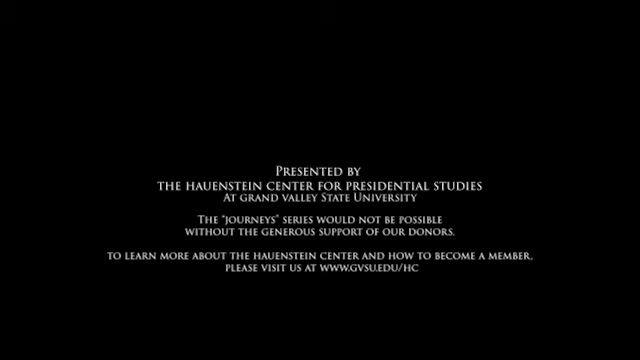 PRESENTED BY
THE HAUENSTEIN CENTER FOR PRESIDENTIAL STUDIES
AT GRAND VALLEY STATE UNIVERSITY
THE "JOURNEYS" SERIES WOULD NOT BE POSSIBLE
WITHOUT THE GENEROUS SUPPORT OF OUR DONORS.
TO LEARN MORE ABOUT THE HAUENSTEIN CENTER AND HOW TO BECOME A MEMBER,
PLEASE VISIT US AT WWW.GVSU.EDU/HC